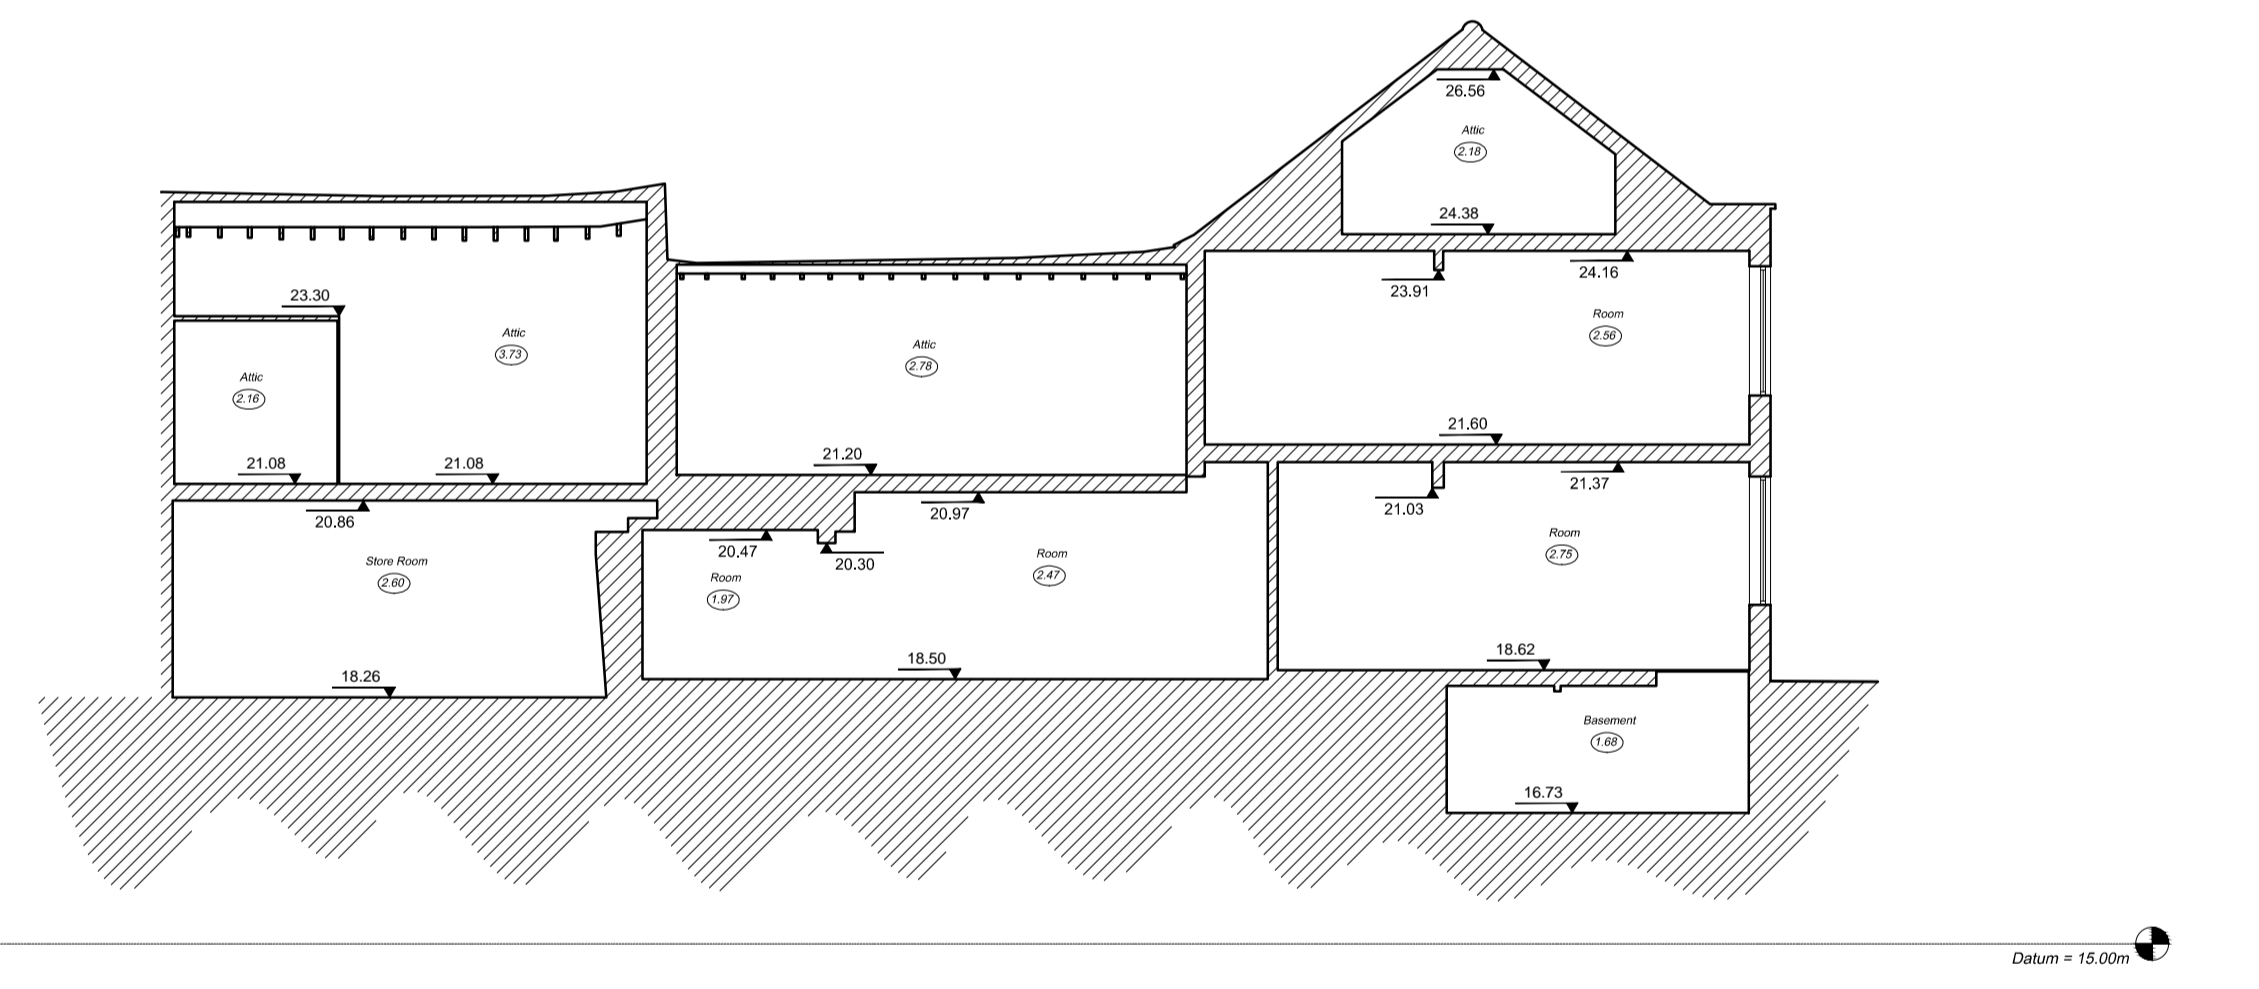 26.56
Attic
2.18
24.38
24.16
23.91
23.30
Room
2.56
Attic
3.73
Attic
2.78
Attic
2.16
21.60
21.20
21.08
21.08
21.37
21.03
20.97
20.86
20.47
20.30
Room
2.75
Room
2.47
Store Room
2.60
Room
1.97
18.50
18.62
18.26
Basement
1.68
16.73
Datum = 15.00m